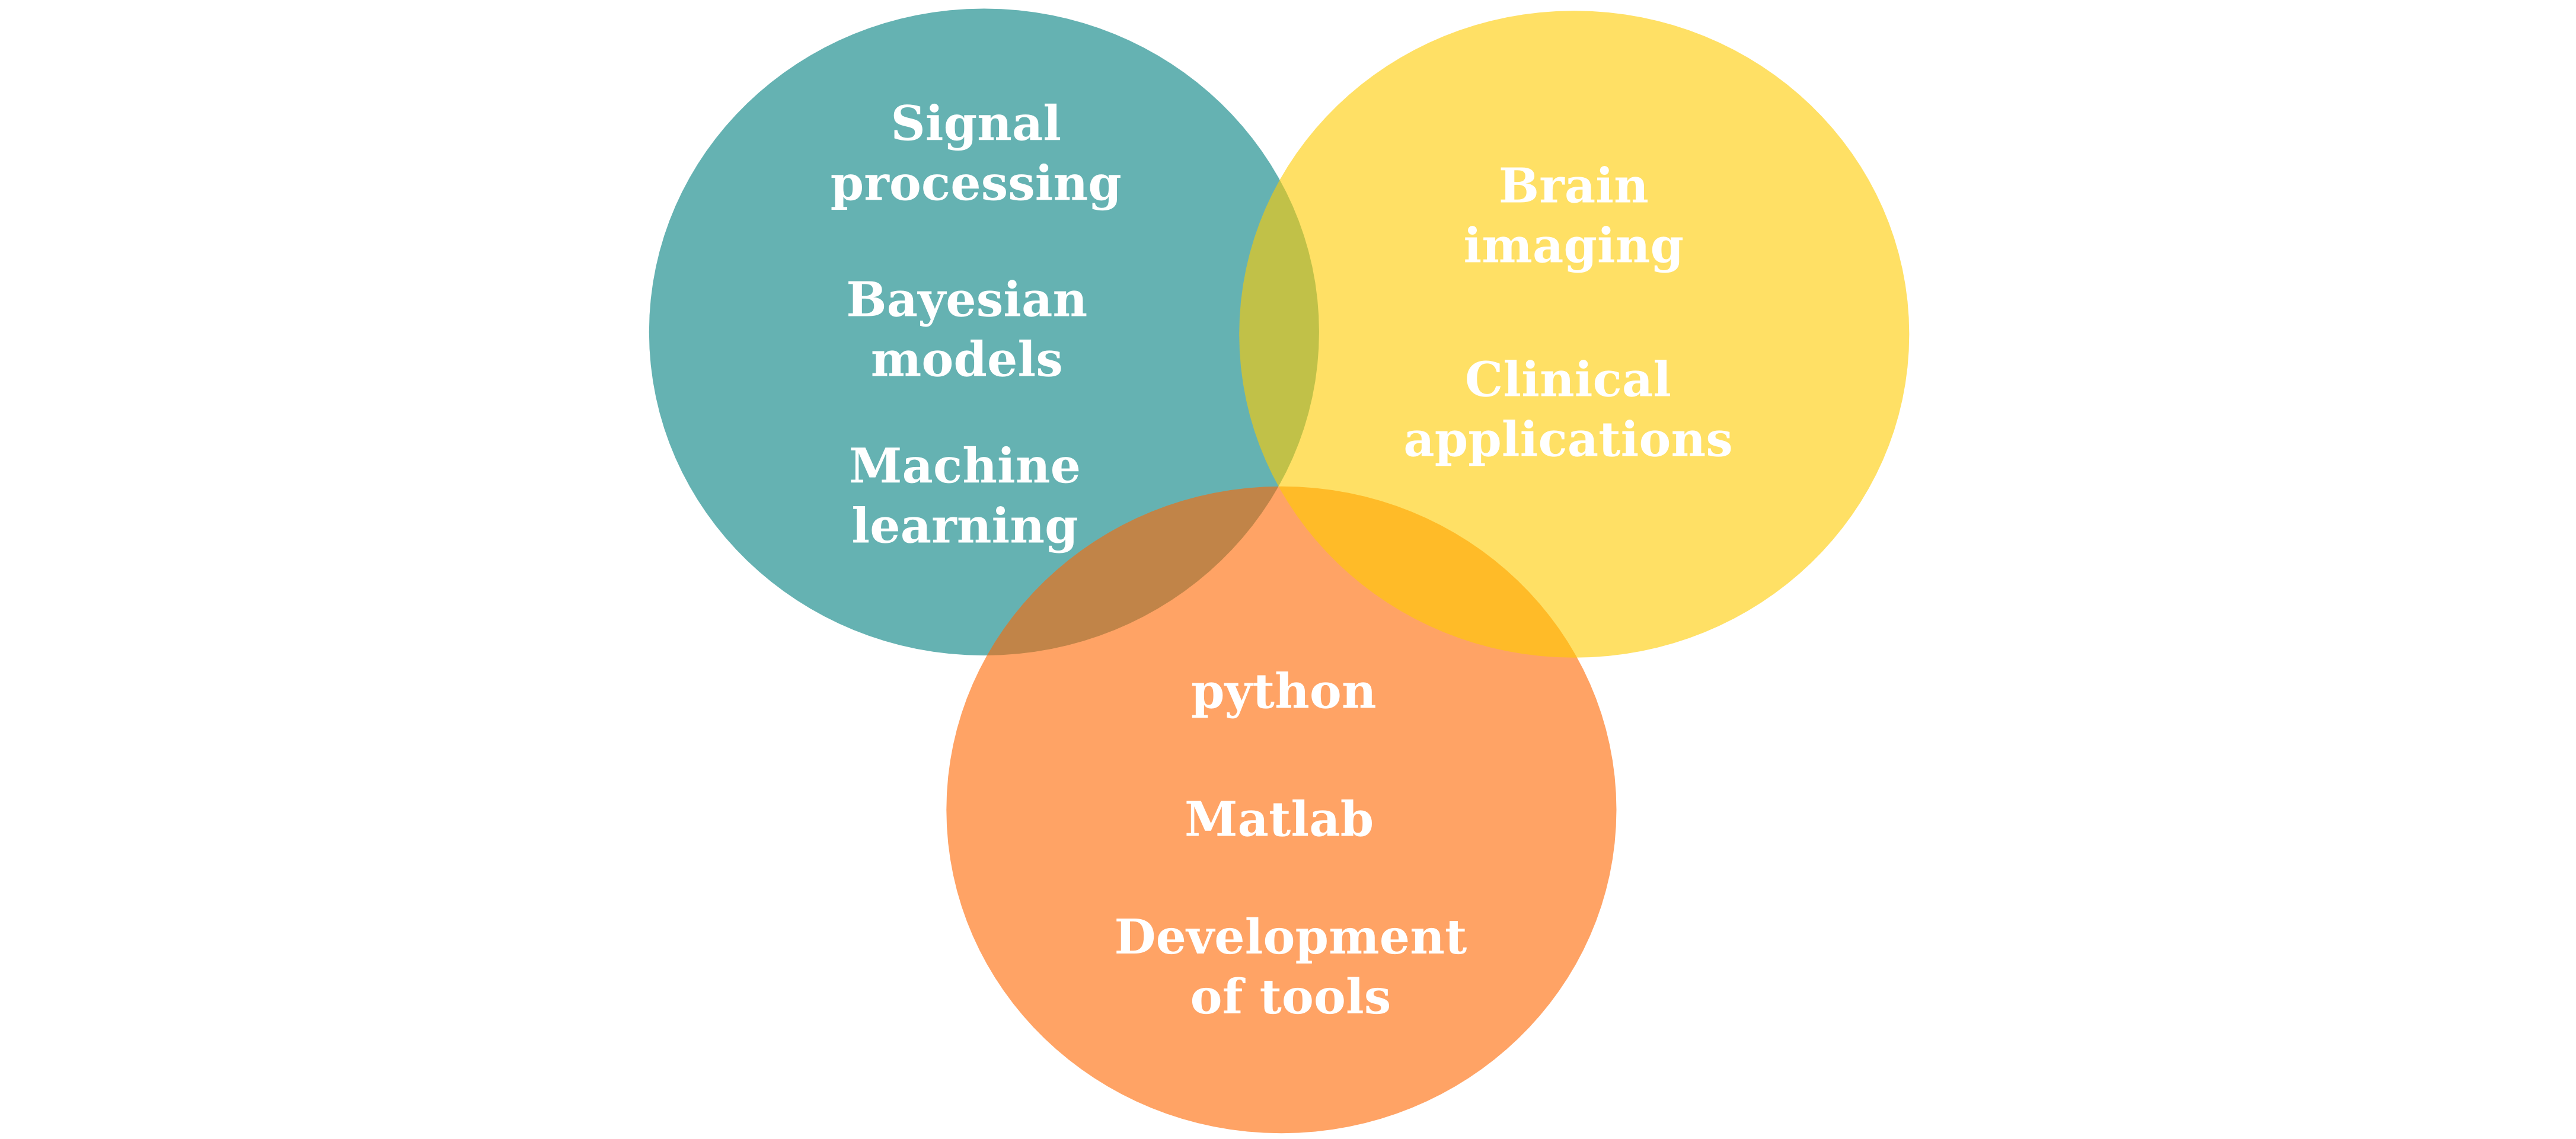 Signal
processing
Bayesian
models
Machine
learning
Brain
imaging
Clinical
applications
python
Matlab
Development
of tools